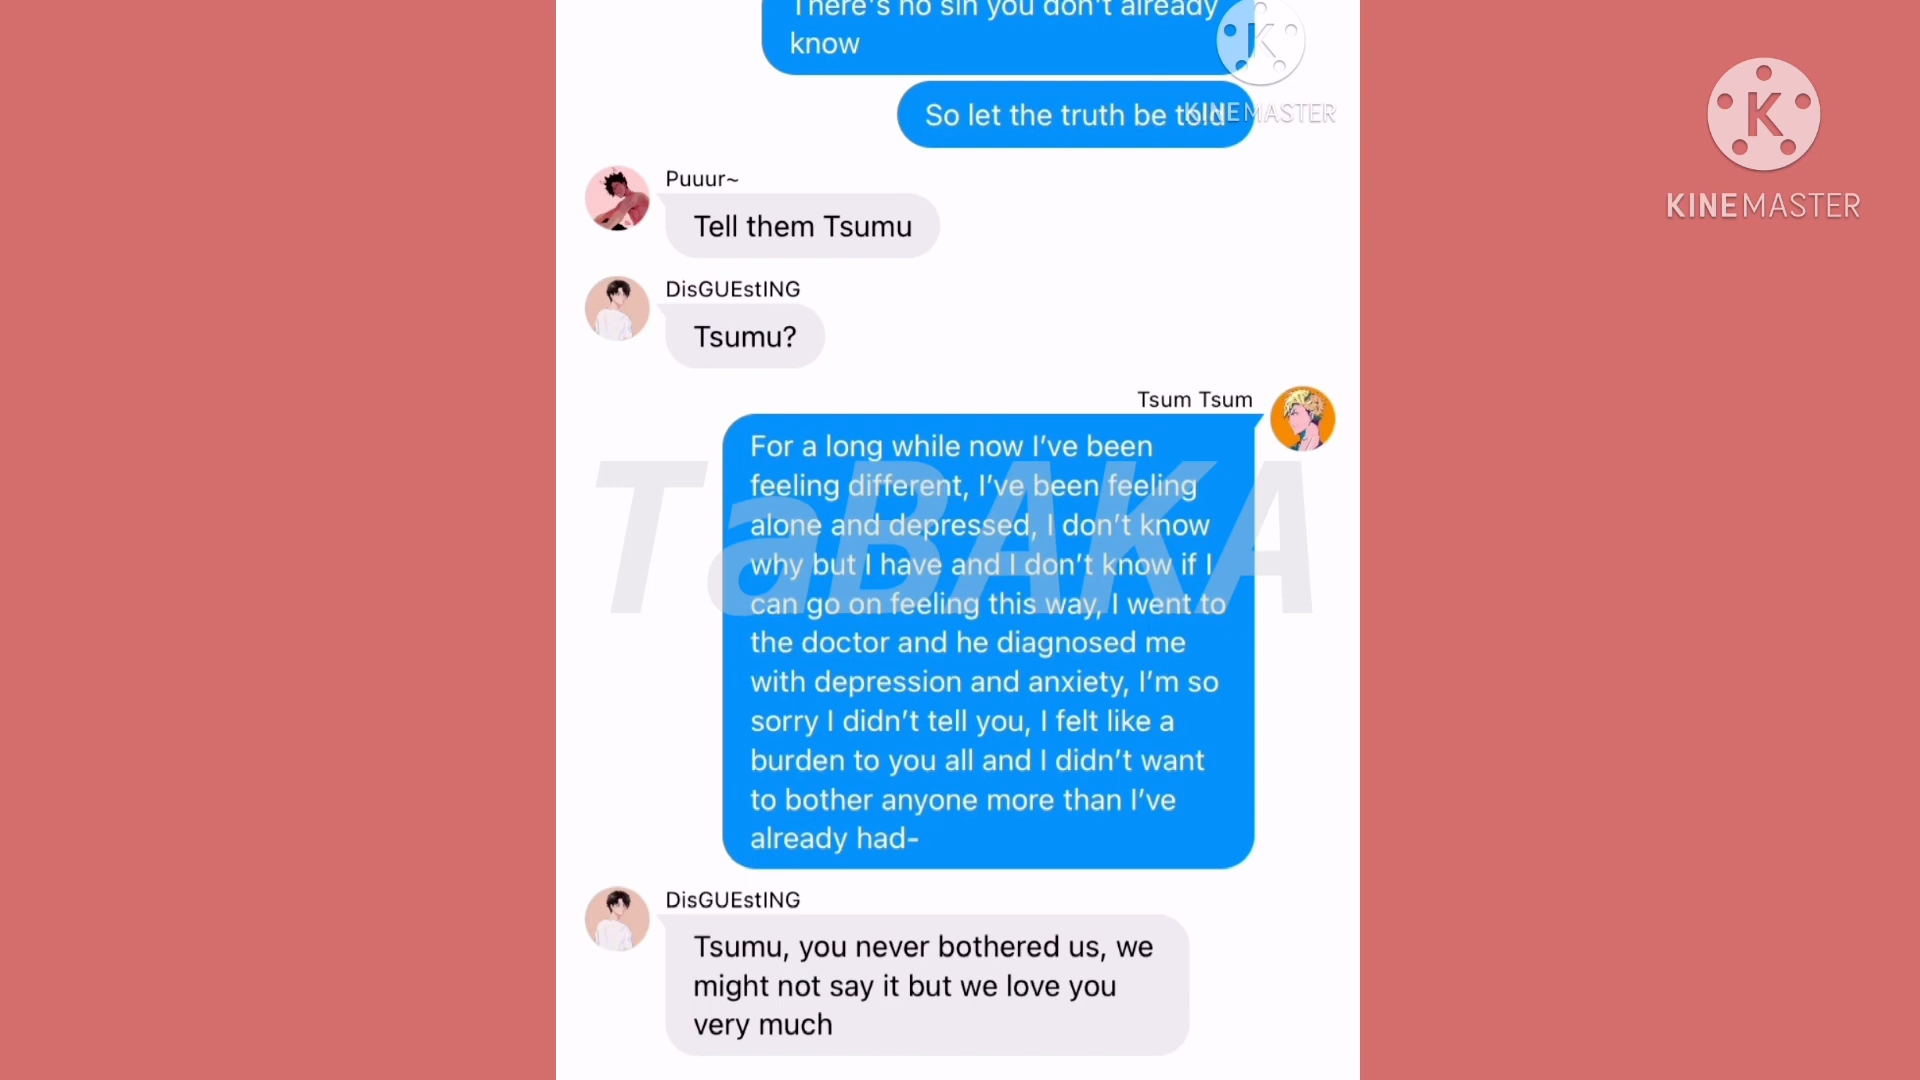 There's no sin you don't already
know
KINEMASTER
So let the truth be told
KINEMASTER
Puuur~
Tell them Tsumu
DisGUEstING
Tsumu?
Tsum Tsum
For a long while now I’ve been
feeling different, I’ve been feeling
alone and depressed, I don’t know
why but I have and I don’t know if I
can go on feeling this way, I went to
the doctor and he diagnosed me
with depression and anxiety, I’m so
sorry I didn’t tell you, I felt like a
burden to you all and I didn’t want
to bother anyone more than I’ve
already had-
TaBAKA
DisGUEstING
Tsumu, you never bothered us, we
might not say it but we love you
very much